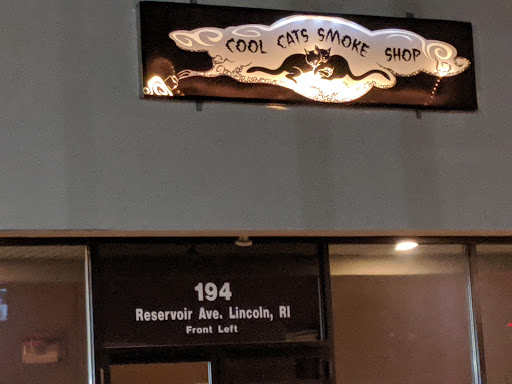 COOL CATS SMOKE SHOP
194
Reservoir Ave. Lincoln, RI
Front Left